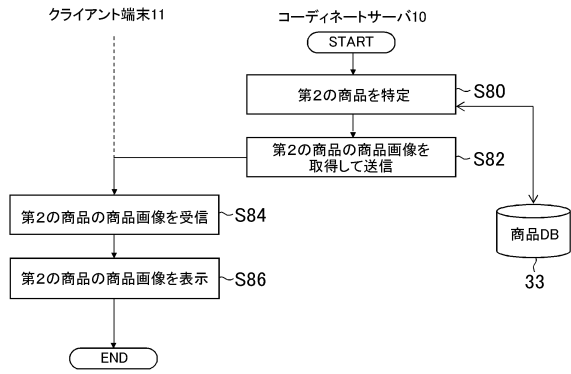 クライアント端末11
コーディネートサーバ10
START
第2の商品を特定
S80
第2の商品の商品画像を
取得して送信
S82
第2の商品の商品画像を受信
S84
商品DB
33
第2の商品の商品画像を表示
S86
END